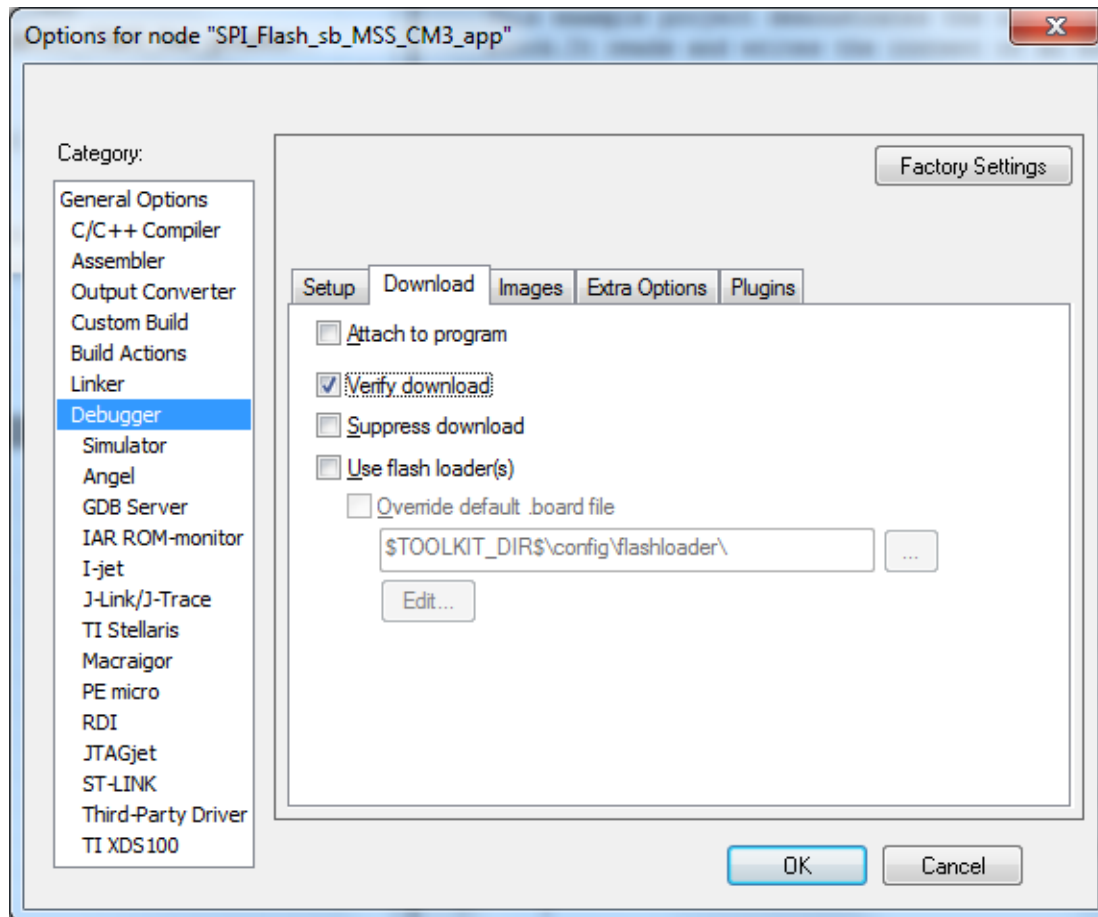 Options for node "SPI_Flash_sb_MSS_CM3_app"
Category:
Factory Settings
General Options
C/C++ Compiler
Assembler
Output Converter
Custom Build
Build Actions
Linker
Debugger
Simulator
Angel
GDB Server
IAR ROM-monitor
I-jet
J-Link/J-Trace
TI Stellaris
Macraigor
PE micro
RDI
JTAGjet
ST-LINK
Third-Party Driver
TI XDS100
Setup Download Images Extra Options Plugins
Attach to program
Verify download
Suppress download
Use flash loader(s)
Override default .board file
$TOOLKIT_DIR$\config\flashloader\
...
Edit...
OK Cancel